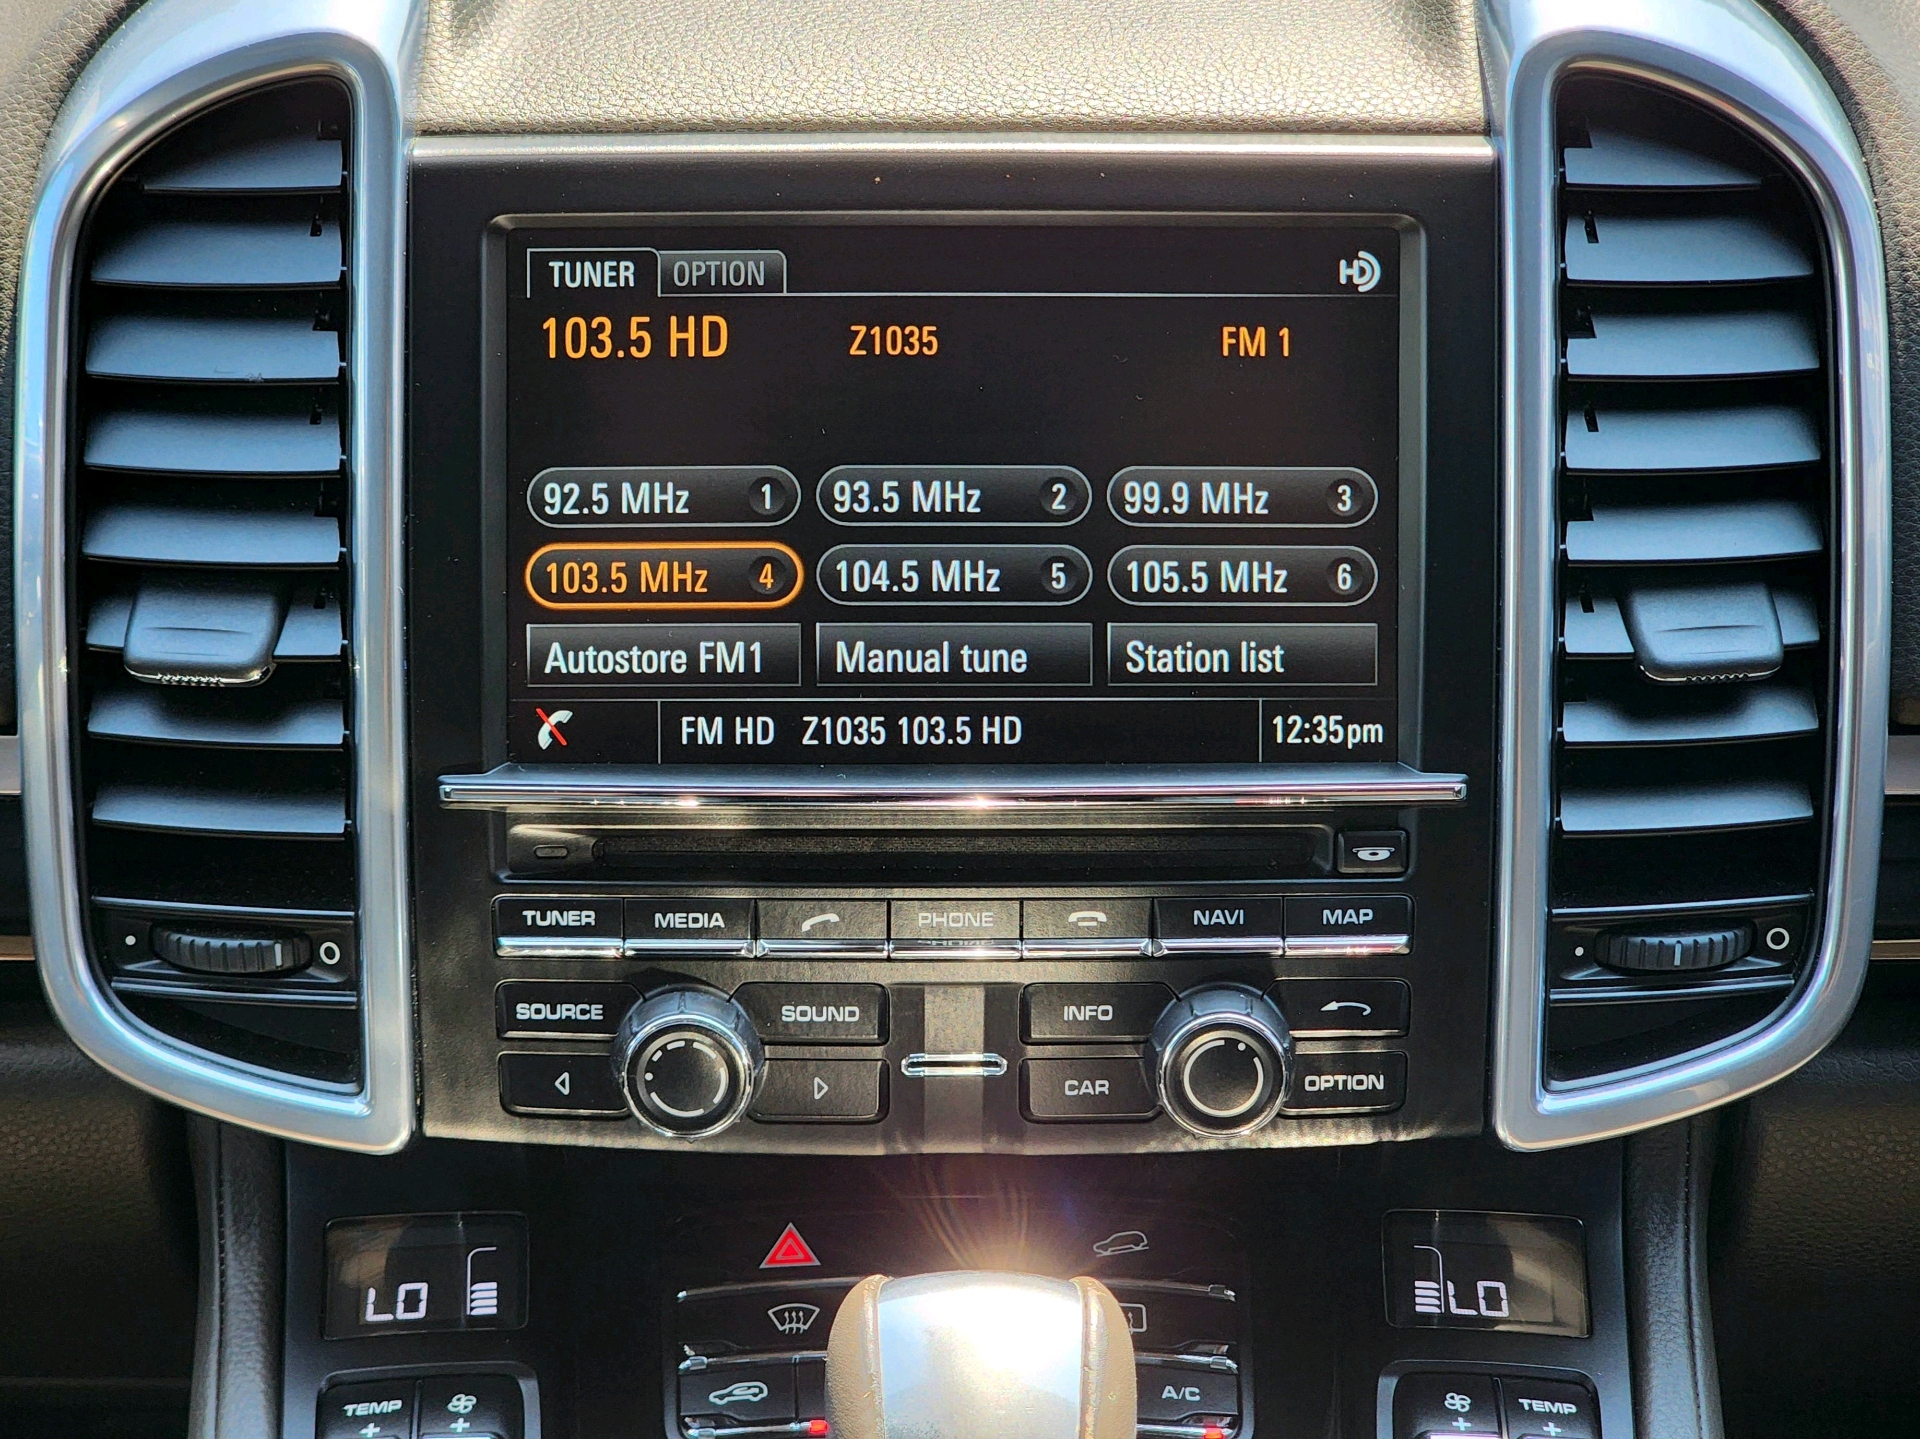 TUNER OPTION HD
103.5 HD Z1035 FM 1
92.5 MHz 1 93.5 MHz 2 99.9 MHz 3
103.5 MHz 4 104.5 MHz 5 105.5 MHz 6
Autostore FM1 Manual tune Station list
FM HD Z1035 103.5 HD 12:35pm
TUNER MEDIA PHONE NAVI MAP
SOURCE SOUND INFO
CAR OPTION
LO LO
A/C
TEMP + + + TEMP +